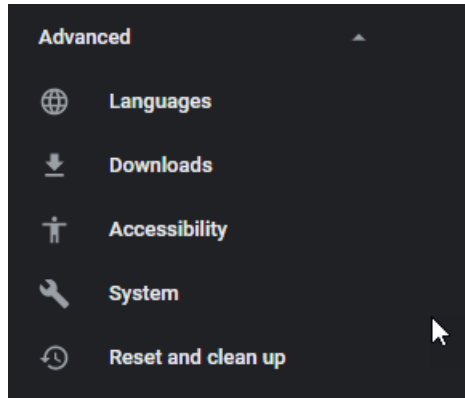 Advanced
Languages
Downloads
Accessibility
System
Reset and clean up